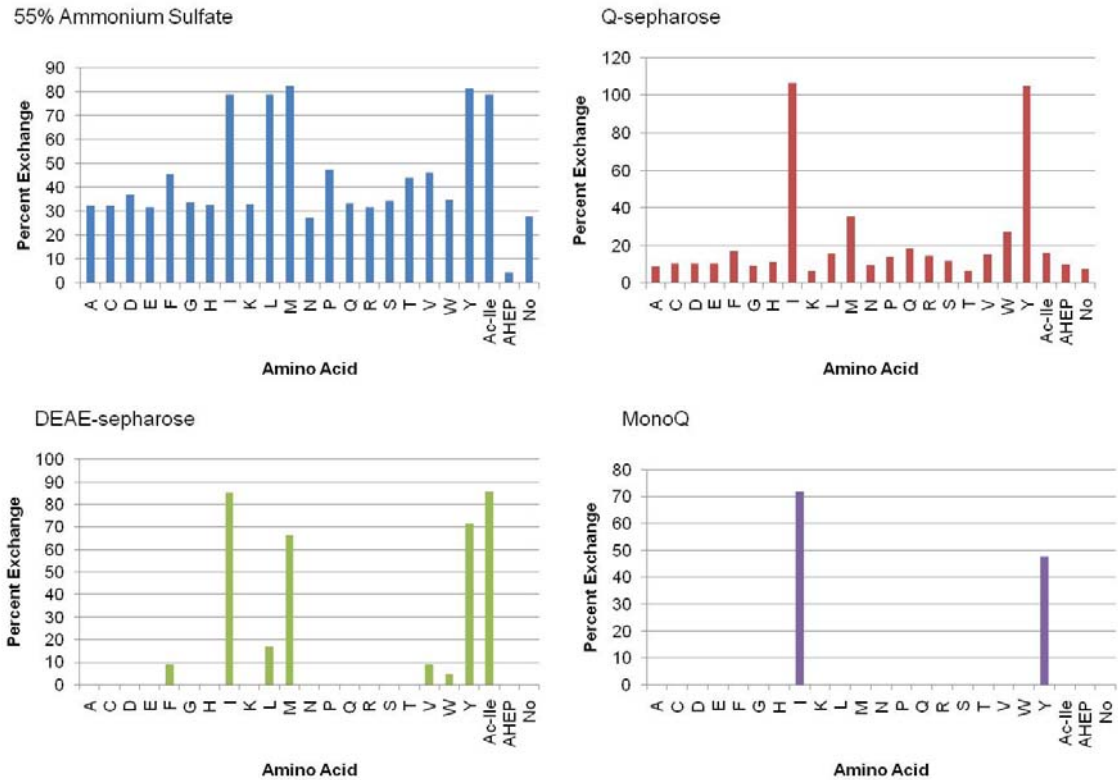 55% Ammonium Sulfate
Percent Exchange
90
80
70
60
50
40
30
20
10
0
A C D E F G H I K L M N P Q R S T V W Y Ac-Ile AHEP No
Amino Acid
Q-sepharose
Percent Exchange
120
100
80
60
40
20
0
A C D E F G H I K L M N P Q R S T V W Y Ac-Ile AHEP No
Amino Acid
DEAE-sepharose
Percent Exchange
100
90
80
70
60
50
40
30
20
10
0
A C D E F G H I K L M N P Q R S T V W Y Ac-Ile AHEP No
Amino Acid
MonoQ
Percent Exchange
80
70
60
50
40
30
20
10
0
A C D E F G H I K L M N P Q R S T V W Y Ac-Ile AHEP No
Amino Acid